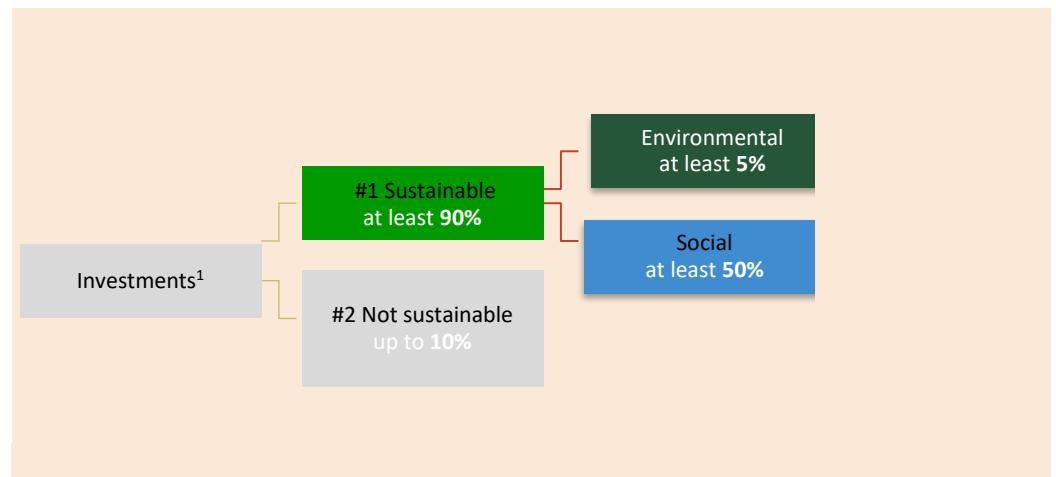 Investments¹
#1 Sustainable
at least 90%
#2 Not sustainable
up to 10%
Environmental
at least 5%
Social
at least 50%